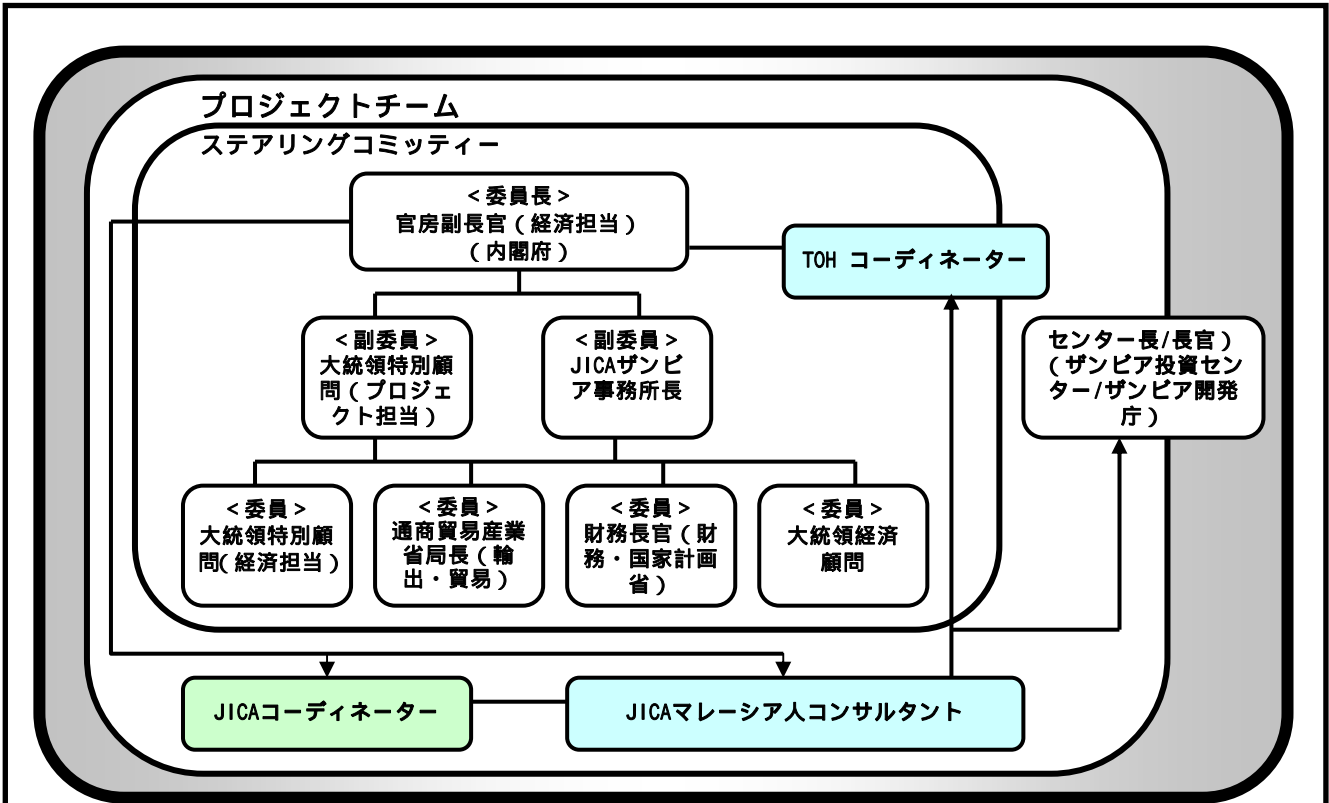 プロジェクトチーム
ステアリングコミッティー
<委員長>
官房副長官(経済担当)
(内閣府)
TOH コーディネーター
<副委員>
大統領特別顧
問(プロジェ
クト担当)
<副委員>
JICAザンビ
ア事務所長
センター長/長官)
(ザンビア投資セン
ター/ザンビア開発
庁)
<委員>
大統領特別顧
問(経済担当)
<委員>
通商貿易産業
省局長(輸
出・貿易)
<委員>
財務長官(財
務・国家計画
省)
<委員>
大統領経済
顧問
JICAコーディネーター
JICAマレーシア人コンサルタント